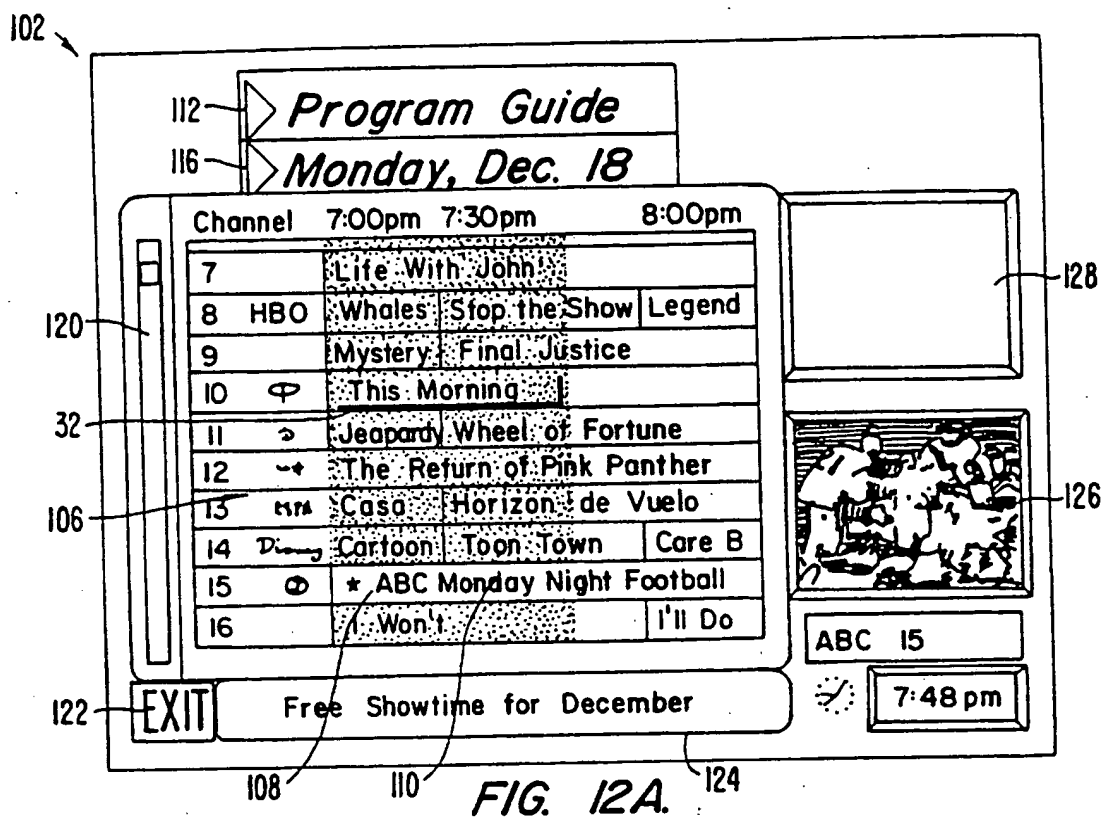 102
112
Program Guide
116
Monday, Dec. 18
Channel 7:00pm 7:30pm 8:00pm
7 Life With John
8 HBO Whales Stop the Show Legend
128
120
9 Mystery Final Justice
10 This Morning
32
11 Jeapardy Wheel of Fortune
12 The Return of Pink Panther
106
13 Casa Horizon de Vuelo
126
14 Disney Cartoon Toon Town Care B
15 * ABC Monday Night Football
16 I Won't I'll Do
ABC 15
122
EXIT
Free Showtime for December
7:48 pm
108
110
124
FIG. 12A.